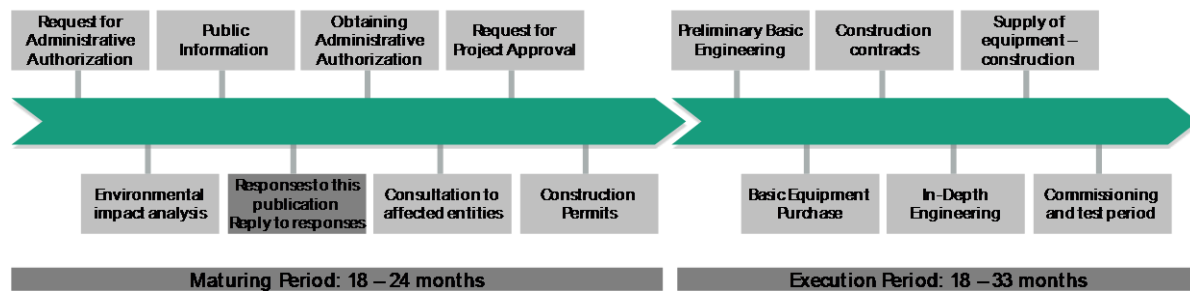 Request for
Administrative
Authorization
Public
Information
Obtaining
Administrative
Authorization
Request for
Project Approval
Preliminary Basic
Engineering
Construction
contracts
Supply of
equipment –
construction
Environmental
impact analysis
Responses to this
publication
Reply to responses
Consultation to
affected entities
Construction
Permits
Basic Equipment
Purchase
In-Depth
Engineering
Commissioning
and test period
Maturing Period: 18 – 24 months
Execution Period: 18 – 33 months